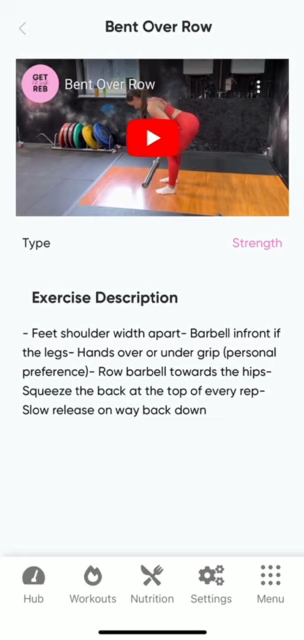 Bent Over Row
GET
REB
Bent Over Row
Type
Strength
Exercise Description
- Feet shoulder width apart- Barbell infront if
the legs- Hands over or under grip (personal
preference)- Row barbell towards the hips-
Squeeze the back at the top of every rep-
Slow release on way back down
Hub
Workouts
Nutrition
Settings
Menu